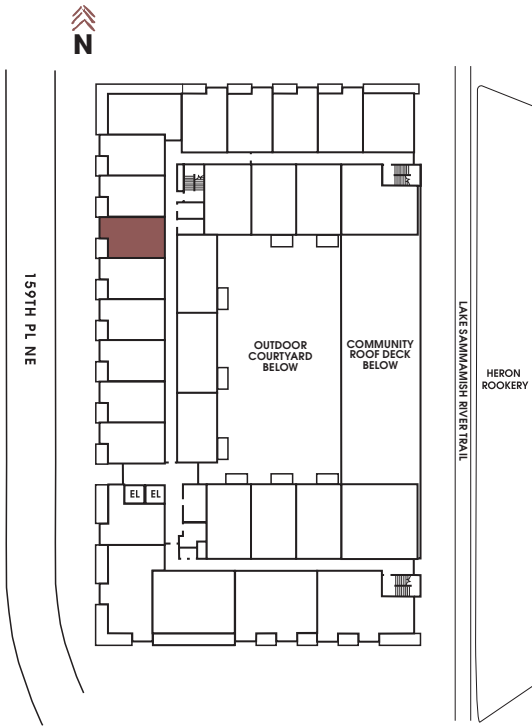 N
159TH PL NE
OUTDOOR
COURTYARD
BELOW
COMMUNITY
ROOF DECK
BELOW
LAKE SAMMAMISH RIVER TRAIL
HERON
ROOKERY
EL
EL